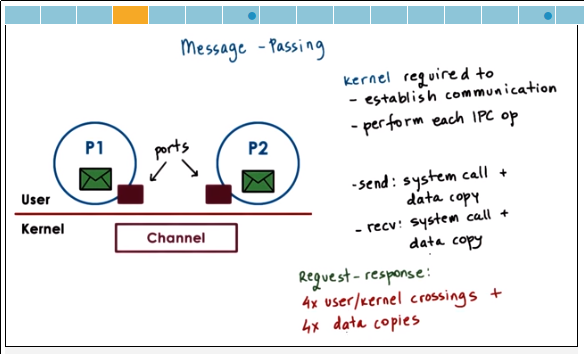 Message - Passing
kernel required to
- establish communication
- perform each IPC op
P1
ports
P2
User
Kernel
Channel
- send: system call +
data copy
- recv: system call +
data copy
Request - response:
4x user/kernel crossings +
4x data copies